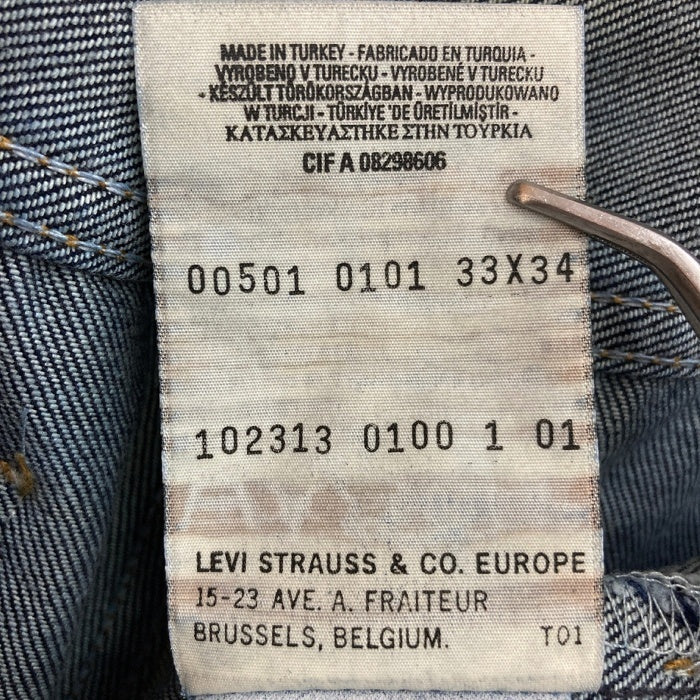 MADE IN TURKEY - FABRICADO EN TURQUIA -
VYROBENO V TURECKU - VYROBENÉ V TURECKU
- KÉSZÜLT TÖRÖKORSZÁGBAN - WYPRODUKOWANO
W TURCJI - TÜRKİYE 'DE ÜRETİLMİŞTİR -
ΚΑΤΑΣΚΕΥΑΣΤΗΚΕ ΣΤΗΝ ΤΟΥΡΚΙΑ
CIF A 08298606
00501 0101 33X34
102313 0100 1 01
LEVI STRAUSS & CO. EUROPE
15-23 AVE. A. FRAITEUR
BRUSSELS, BELGIUM. T01